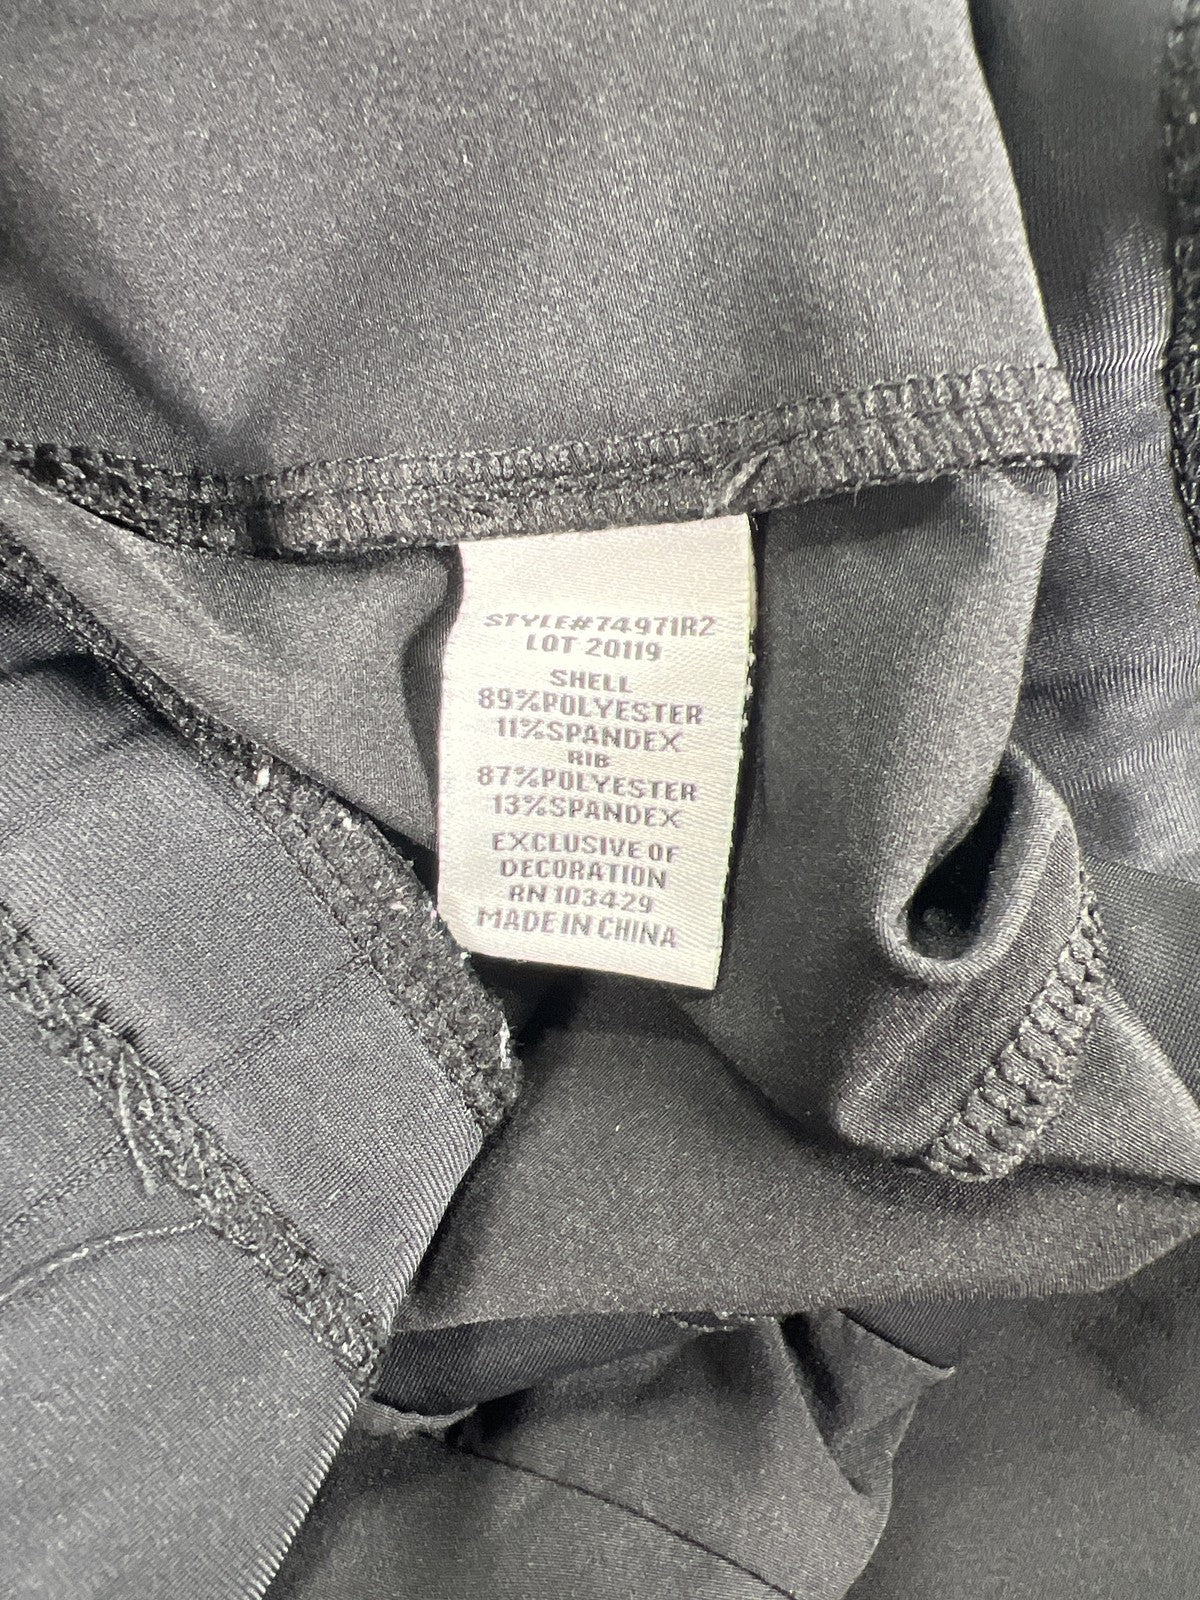 STYLE#74971R2
LOT 20119
SHELL
89%POLYESTER
11%SPANDEX
RIB
87%POLYESTER
13%SPANDEX
EXCLUSIVE OF
DECORATION
RN 103429
MADE IN CHINA